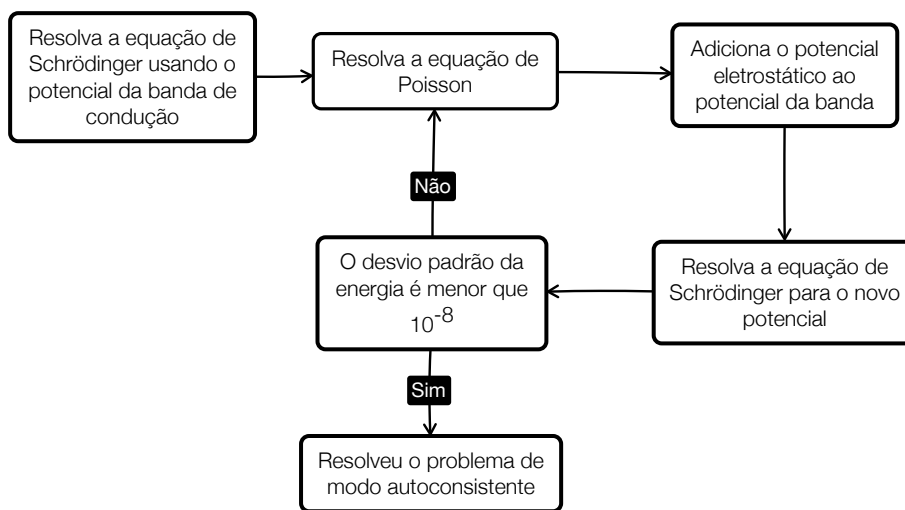 Resolva a equação de
Schrödinger usando o
potencial da banda de
condução
Resolva a equação de
Poisson
Adiciona o potencial
eletrostático ao
potencial da banda
Não
O desvio padrão da
energia é menor que
10⁻⁸
Resolva a equação de
Schrödinger para o novo
potencial
Sim
Resolveu o problema de
modo autoconsistente